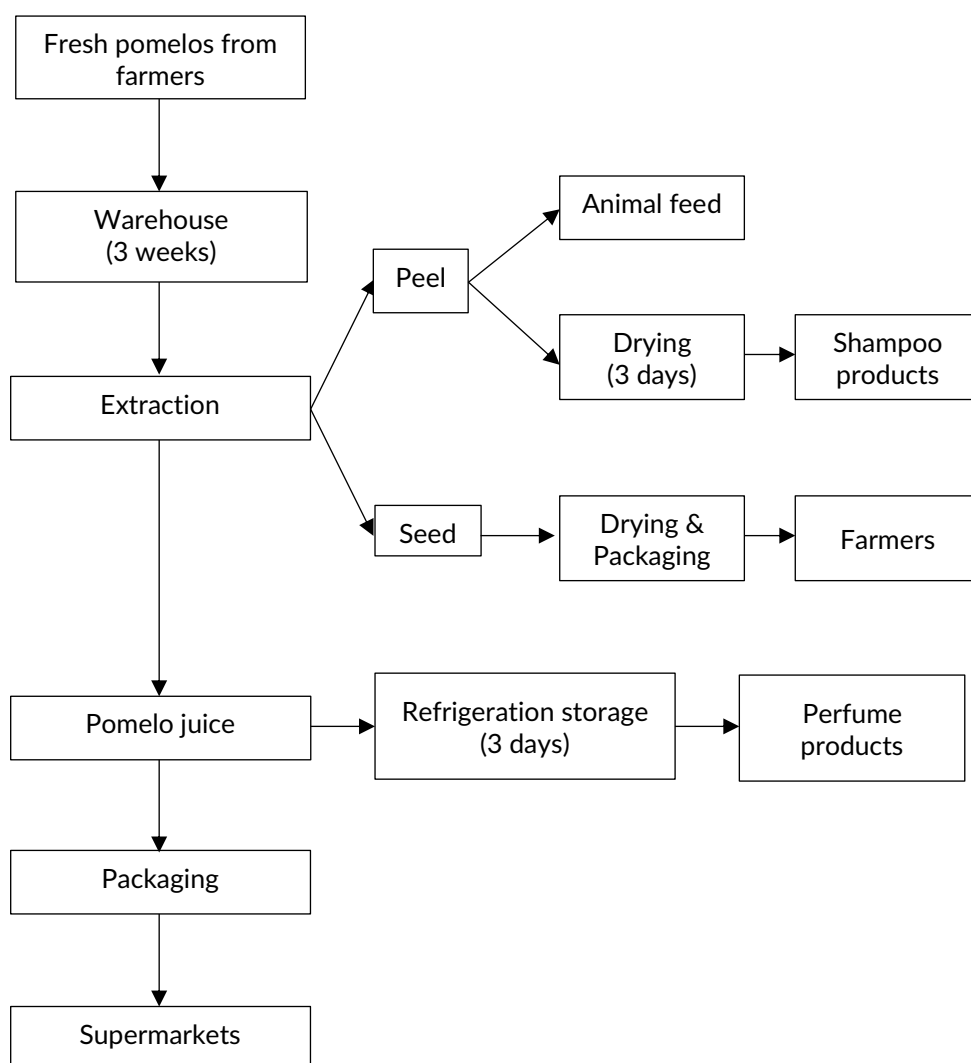 Fresh pomelos from
farmers
Warehouse
(3 weeks)
Animal feed
Peel
Drying
(3 days)
Shampoo
products
Extraction
Seed
Drying &
Packaging
Farmers
Pomelo juice
Refrigeration storage
(3 days)
Perfume
products
Packaging
Supermarkets